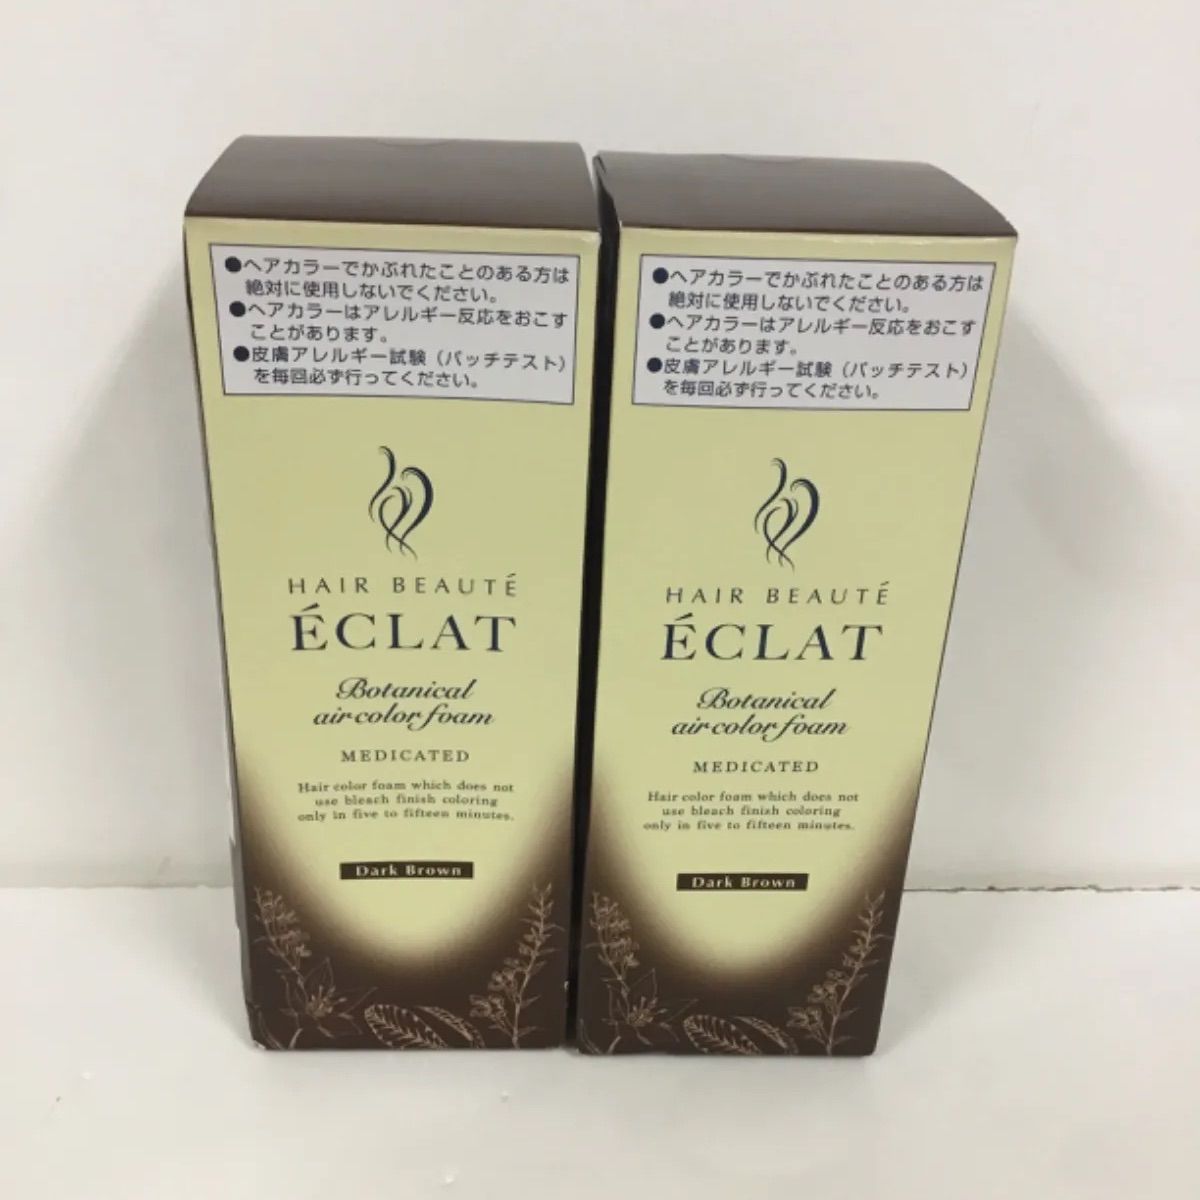 ●ヘアカラーでかぶれたことのある方は
絶対に使用しないでください。
●ヘアカラーはアレルギー反応をおこす
ことがあります。
●皮膚アレルギー試験（パッチテスト）
を毎回必ず行ってください。
HAIR BEAUTÉ
ÉCLAT
Botanical
air color foam
MEDICATED
Hair color foam which does not
use bleach finish coloring
only in five to fifteen minutes.
Dark Brown
●ヘアカラーでかぶれたことのある方は
絶対に使用しないでください。
●ヘアカラーはアレルギー反応をおこす
ことがあります。
●皮膚アレルギー試験（パッチテスト）
を毎回必ず行ってください。
HAIR BEAUTÉ
ÉCLAT
Botanical
air color foam
MEDICATED
Hair color foam which does not
use bleach finish coloring
only in five to fifteen minutes.
Dark Brown